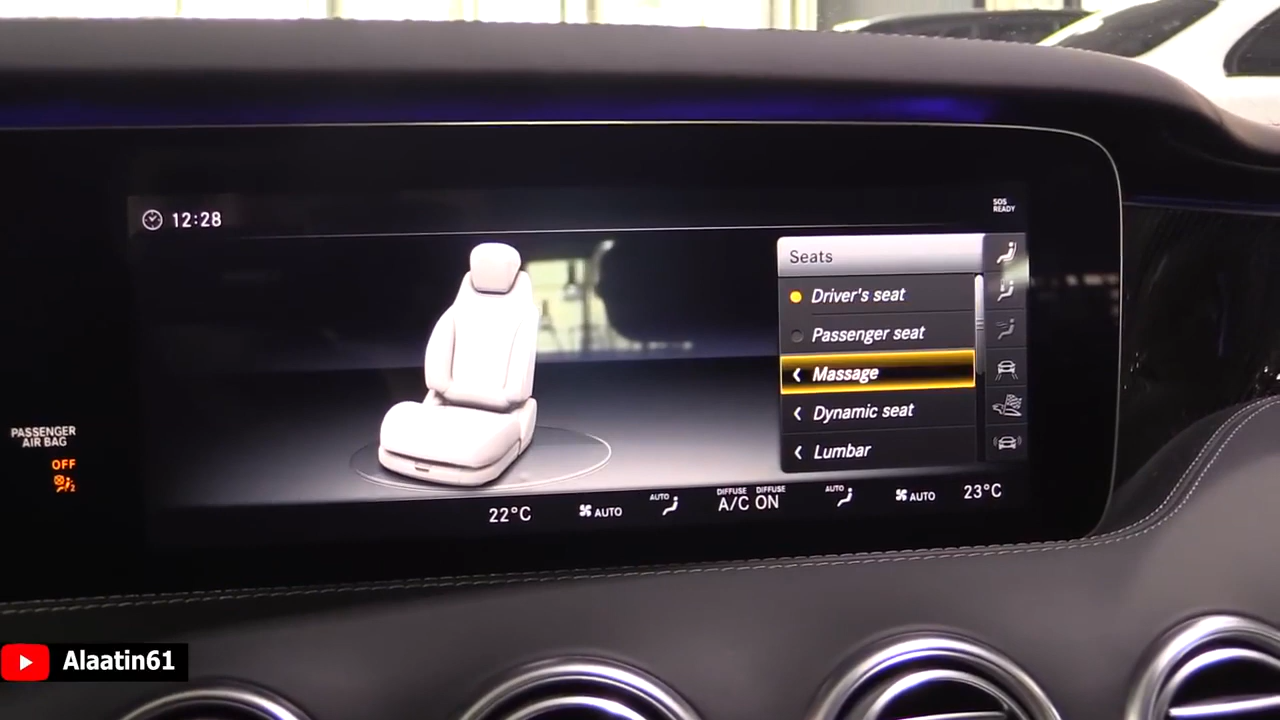 12:28
SOS
READY
Seats
Driver's seat
Passenger seat
Massage
Dynamic seat
Lumbar
PASSENGER
AIR BAG
OFF
2
22°C
AUTO
AUTO
DIFFUSE DIFFUSE
A/C ON
AUTO
AUTO
23°C
Alaatin61